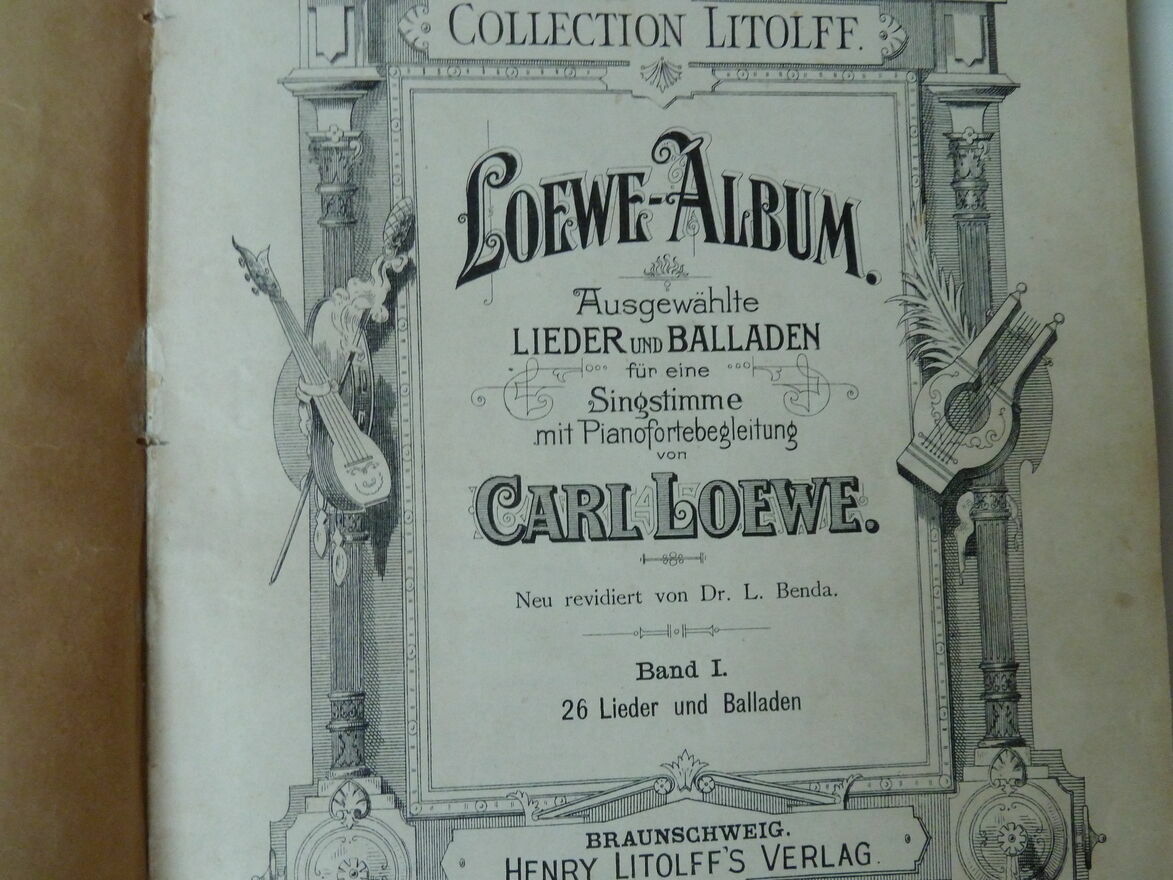 COLLECTION LITOLFF.
LOEWE-ALBUM.
Ausgewählte
LIEDER UND BALLADEN
für eine
Singstimme
mit Pianofortebegleitung
von
CARL LOEWE.
Neu revidiert von Dr. L. Benda.
Band I.
26 Lieder und Balladen
BRAUNSCHWEIG.
HENRY LITOLFF'S VERLAG.